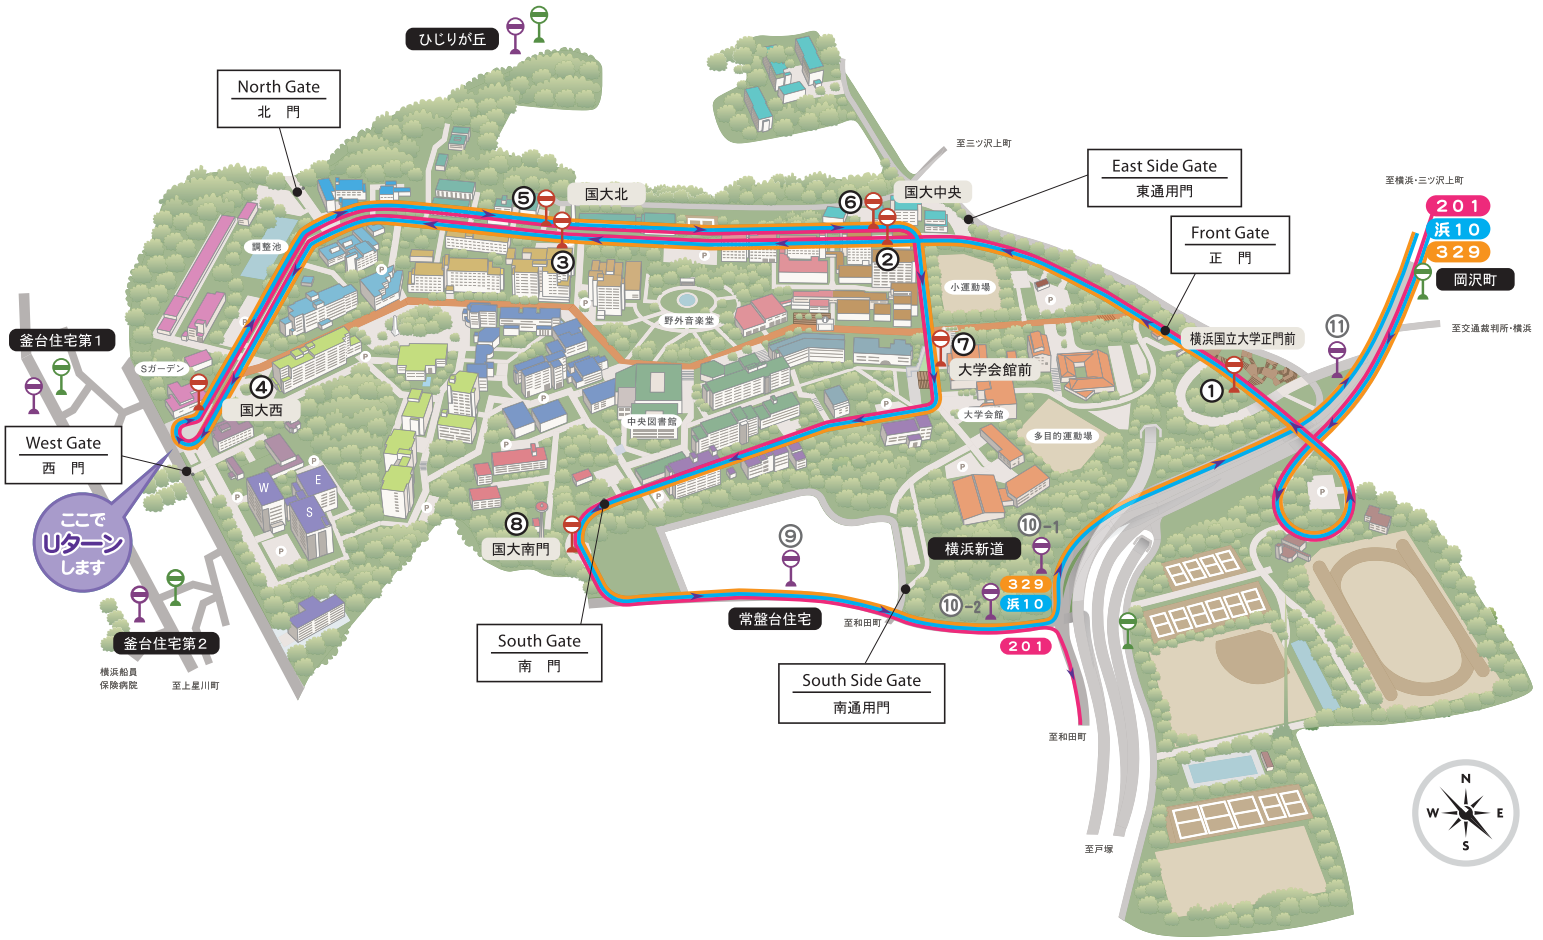 ひじりが丘
North Gate
北 門
至三ツ沢上町
East Side Gate
東通用門
至横浜・三ツ沢上町
201
浜10
329
岡沢町
⑤
国大北
⑥
国大中央
Front Gate
正 門
調整池
P
③
②
P
P
小運動場
P
P
野外音楽堂
至交通裁判所・横浜
釜台住宅第1
P
⑪
横浜国立大学正門前
⑦
大学会館前
Sガーデン
P
④
国大西
①
P
大学会館
中央図書館
多目的運動場
West Gate
西 門
P
P
P
W
E
S
P
P
P
P
ここで
Uターン
します
P
⑧
国大南門
⑨
⑩-1
横浜新道
329
浜10
⑩-2
201
常盤台住宅
至和田町
釜台住宅第2
横浜船員
保険病院
至上星川町
South Gate
南 門
South Side Gate
南通用門
至和田町
至戸塚
N
W
E
S